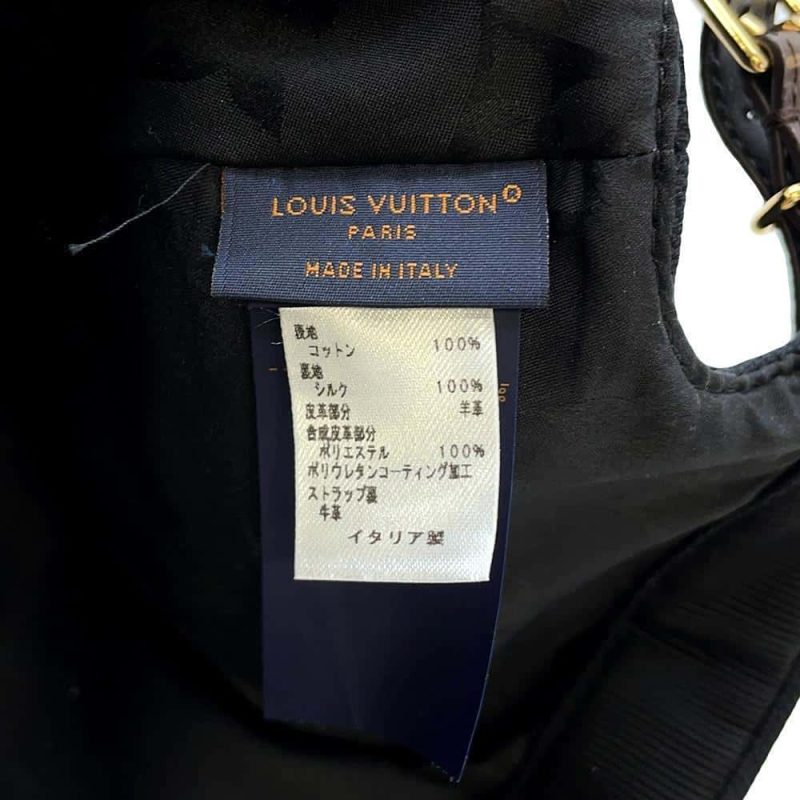 LOUIS VUITTON®
PARIS
MADE IN ITALY
表地
コットン 100%
裏地
シルク 100%
皮革部分 羊革
合成皮革部分
ポリエステル 100%
ポリウレタンコーティング加工
ストラップ裏
牛革
イタリア製